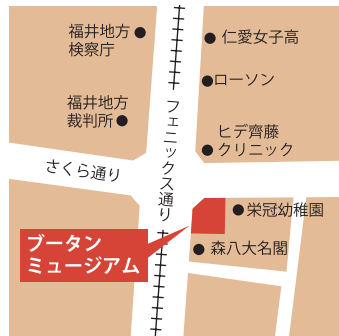 福井地方
検察庁
仁愛女子高
ローソン
福井地方
裁判所
フェニックス通り
ヒデ齊藤
クリニック
さくら通り
栄冠幼稚園
ブータン
ミュージアム
森八大名閣